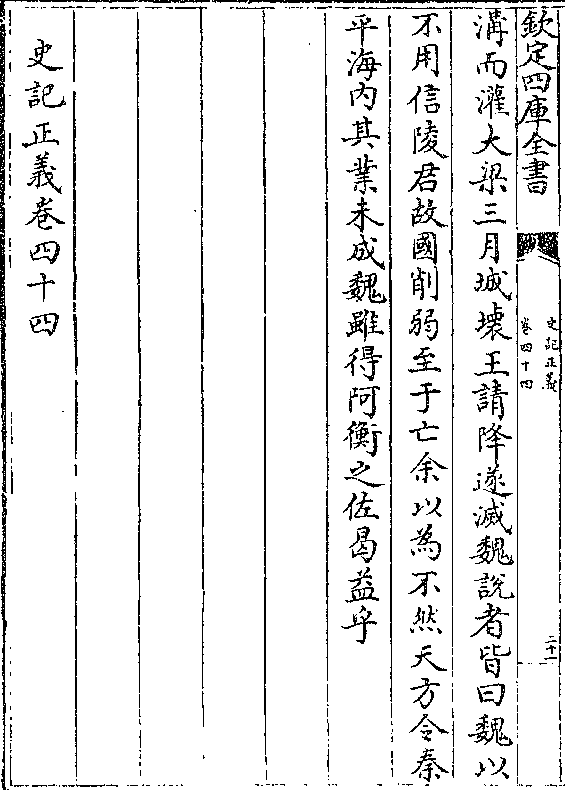 欽定四庫全書
史記正義
卷四十四
二十一
溝而灌大梁三月城壊王請降遂滅魏說者皆曰魏以
不用信陵君故國削弱至于亡余以為不然天方令秦
平海内其業未成魏雖得阿衡之佐曷益乎
史記正義卷四十四